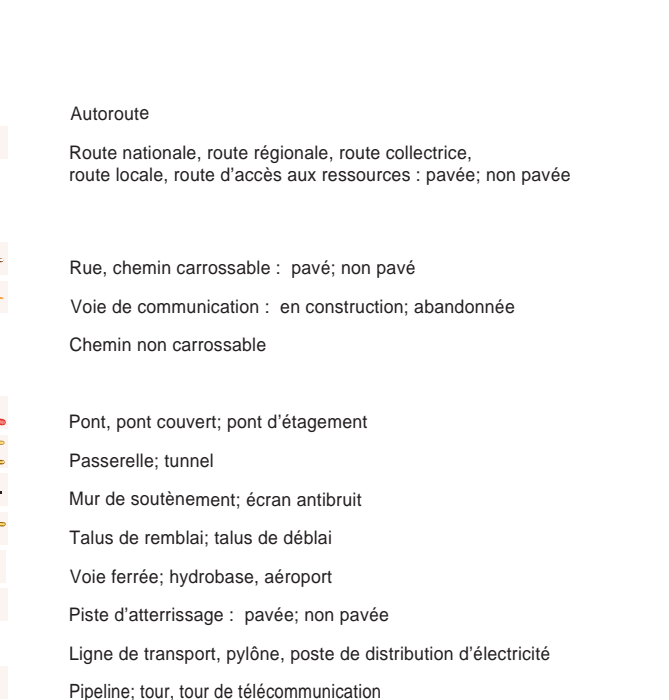 Autoroute
Route nationale, route régionale, route collectrice,
route locale, route d'accès aux ressources : pavée; non pavée
Rue, chemin carrossable : pavé; non pavé
Voie de communication : en construction; abandonnée
Chemin non carrossable
Pont, pont couvert; pont d'étagement
Passerelle; tunnel
Mur de soutènement; écran antibruit
Talus de remblai; talus de déblai
Voie ferrée; hydrobase, aéroport
Piste d'atterrissage : pavée; non pavée
Ligne de transport, pylône, poste de distribution d'électricité
Pipeline; tour, tour de télécommunication